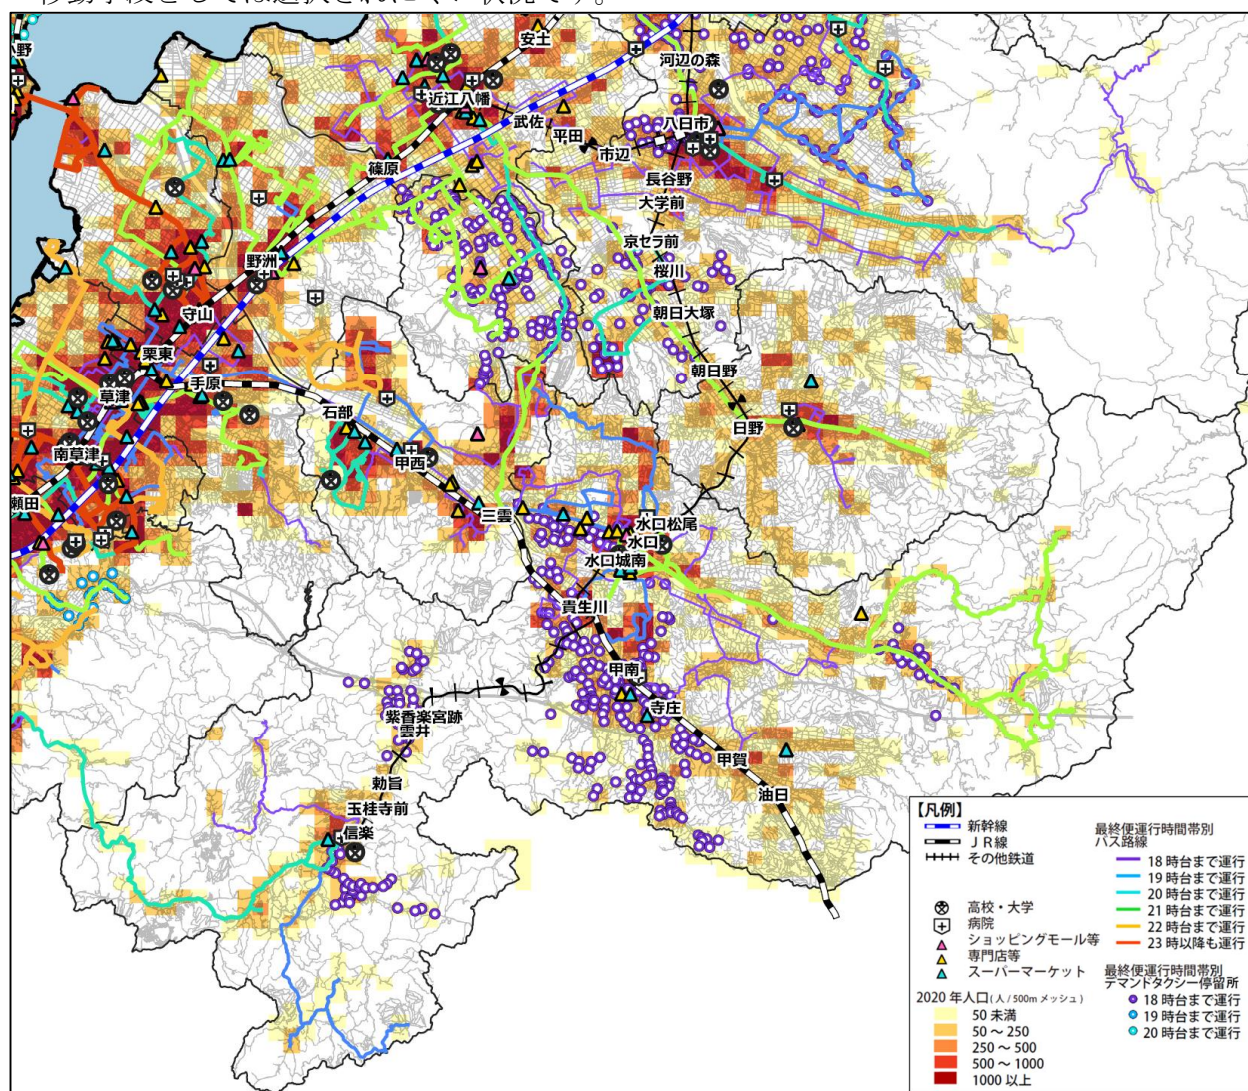 移動手段としては選択されにくい状況です。
安土
河辺の森
近江八幡
武佐
平田
八日市
市辺
篠原
長谷野
大学前
京セラ前
桜川
野洲
朝日大塚
守山
栗東
朝日野
手原
草津
石部
日野
南草津
甲西
瀬田
三雲
水口松尾
水口
水口城南
貴生川
甲南
寺庄
紫香楽宮跡
雲井
甲賀
勅旨
油日
玉桂寺前
信楽
【凡例】
新幹線
JR線
その他鉄道
高校・大学
病院
ショッピングモール等
専門店等
スーパーマーケット
2020年人口(人/500mメッシュ)
50未満
50~250
250~500
500~1000
1000以上
最終便運行時間帯別
バス路線
18時台まで運行
19時台まで運行
20時台まで運行
21時台まで運行
22時台まで運行
23時以降も運行
最終便運行時間帯別
デマンドタクシー停留所
18時台まで運行
19時台まで運行
20時台まで運行